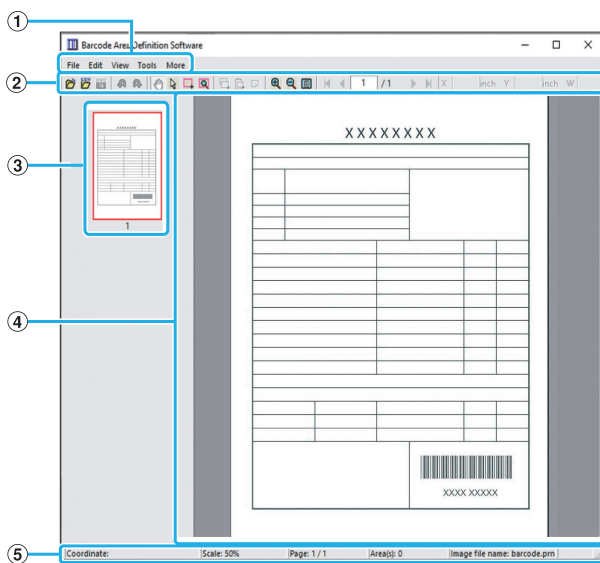 1
Barcode Area Definition Software
File Edit View Tools More
2
1 / 1 X inch Y inch W
3
XXXXXXXX
1
4
XXXX XXXXX
5
Coordinate: Scale: 50% Page: 1 / 1 Area(s): 0 Image file name: barcode.prn